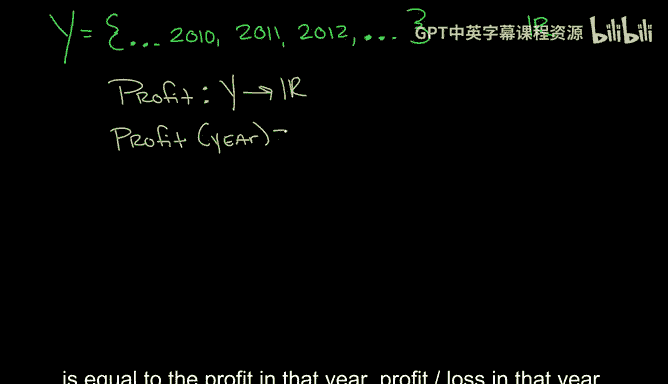 Y = {... 2010, 2011, 2012, ... } IR
GPT中英字幕课程资源 bilibili
Profit : Y → IR
Profit (year) -
is equal to the profit in that year, profit / loss in that year